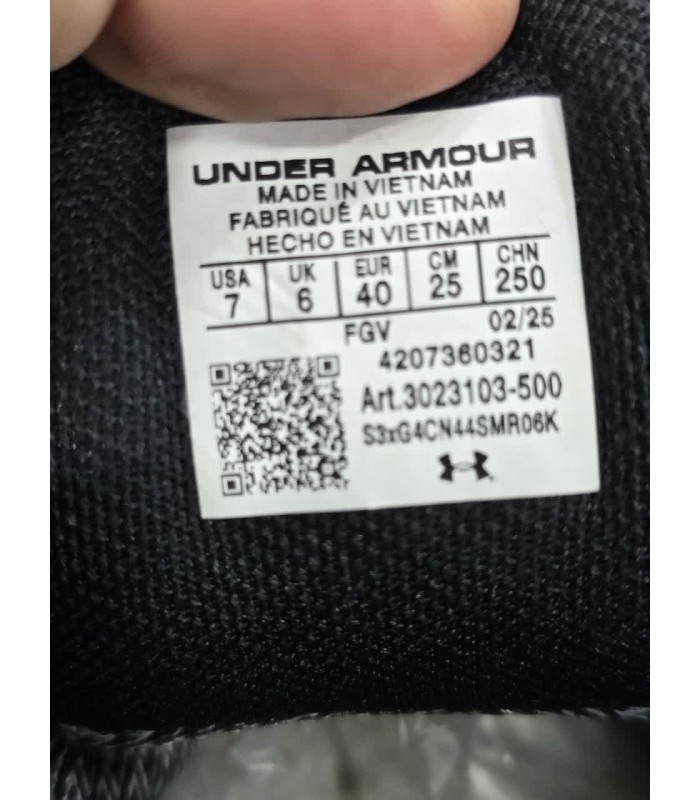 UNDER ARMOUR
MADE IN VIETNAM
FABRIQUÉ AU VIETNAM
HECHO EN VIETNAM
USA UK EUR CM CHN
7 6 40 25 250
FGV 02/25
4207360321
Art.3023103-500
S3xG4CN44SMR06K